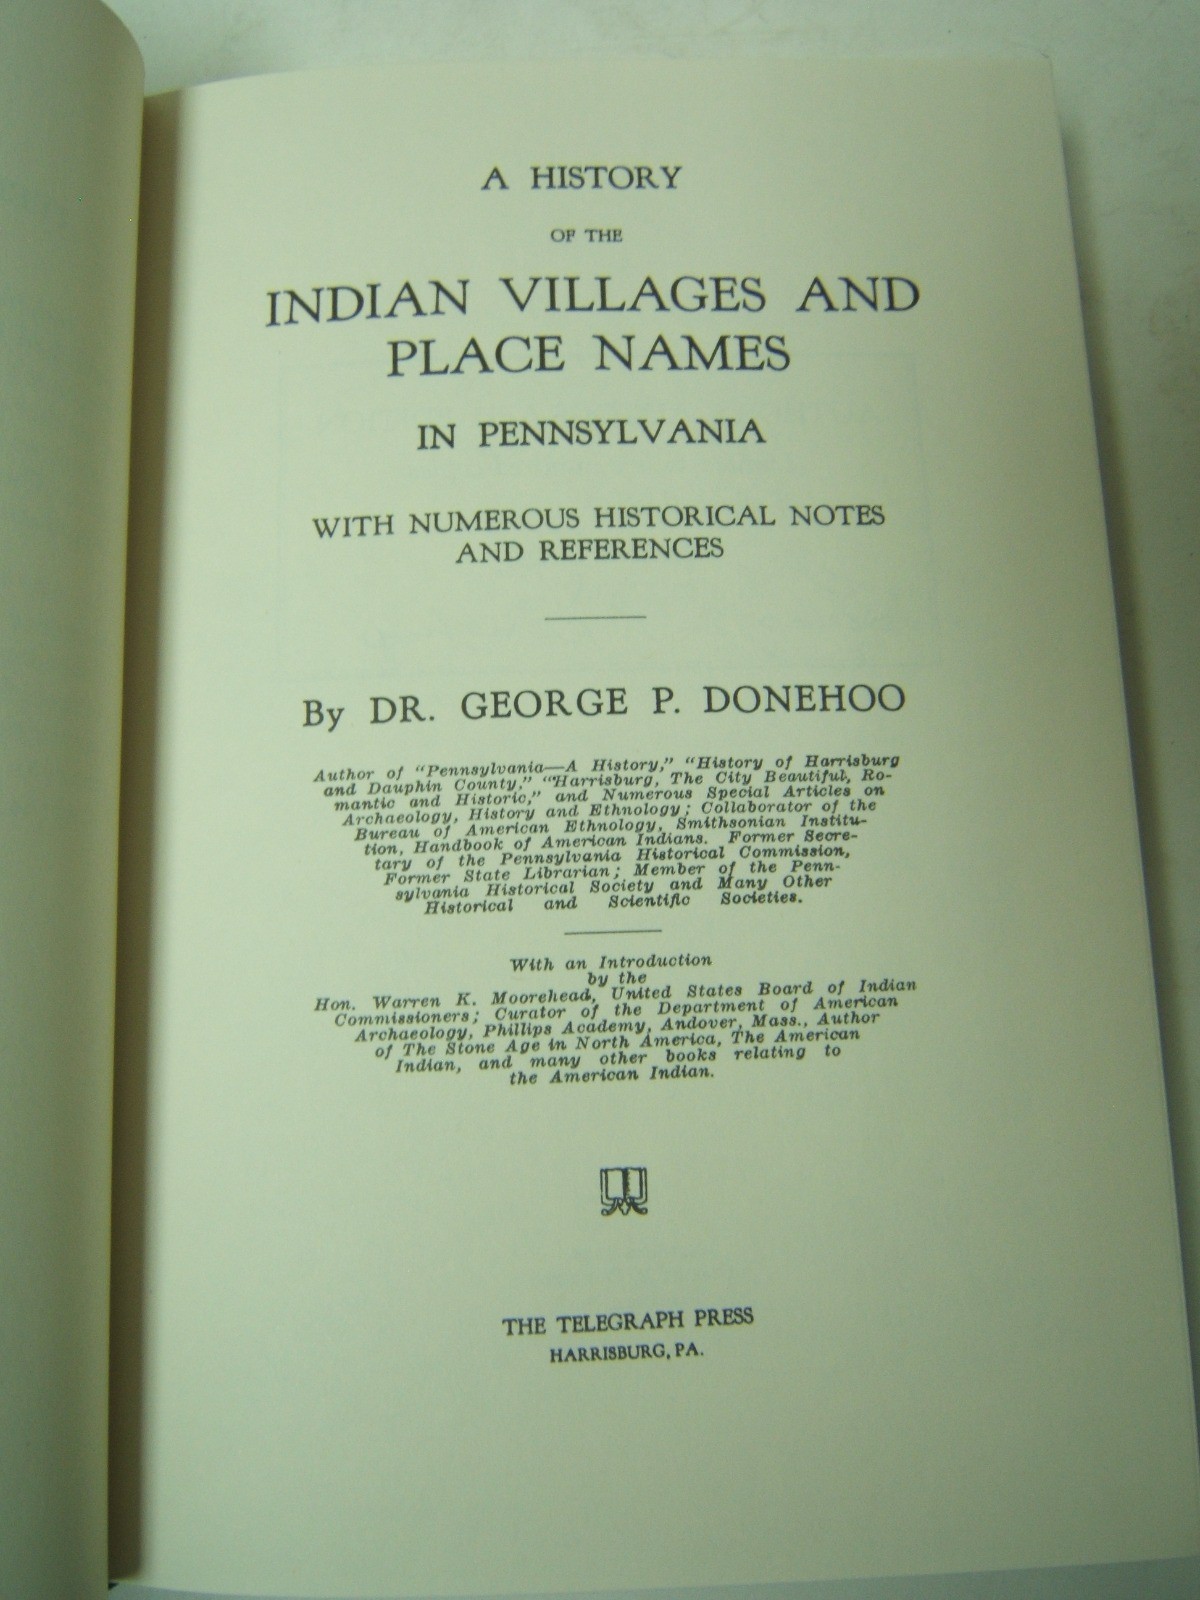 A HISTORY
OF THE
INDIAN VILLAGES AND
PLACE NAMES
IN PENNSYLVANIA
WITH NUMEROUS HISTORICAL NOTES
AND REFERENCES
By DR. GEORGE P. DONEHOO
Author of "Pennsylvania—A History," "History of Harrisburg
and Dauphin County," "Harrisburg, The City Beautiful, Ro-
mantic and Historic," and Numerous Special Articles on
Archaeology, History and Ethnology; Collaborator of the
Bureau of American Ethnology, Smithsonian Institu-
tion, Handbook of American Indians. Former Secre-
tary of the Pennsylvania Historical Commission,
Former State Librarian; Member of the Penn-
sylvania Historical Society and Many Other
Historical and Scientific Societies.
With an Introduction
by the
Hon. Warren K. Moorehead, United States Board of Indian
Commissioners; Curator of the Department of American
Archaeology, Phillips Academy, Andover, Mass., Author
of The Stone Age in North America, The American
Indian, and many other books relating to
the American Indian.
THE TELEGRAPH PRESS
HARRISBURG, PA.